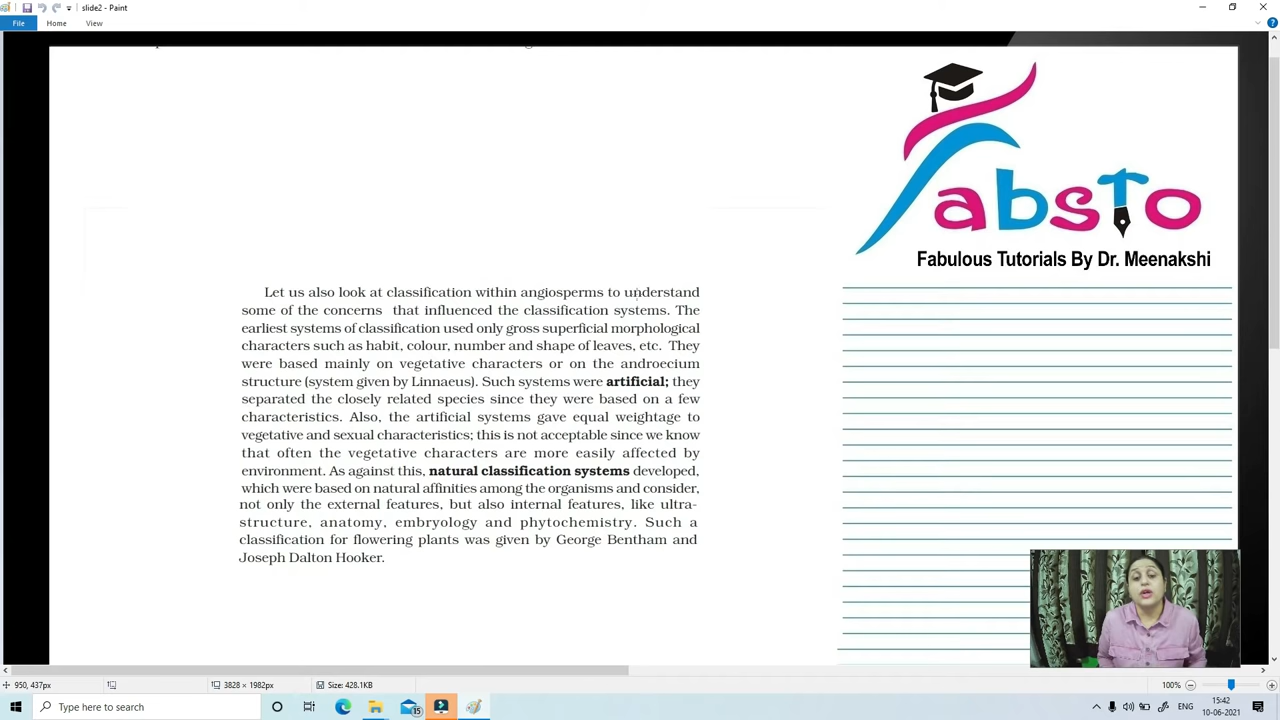 slide2 - Paint
File Home View
absto
Fabulous Tutorials By Dr. Meenakshi
Let us also look at classification within angiosperms to understand
some of the concerns that influenced the classification systems. The
earliest systems of classification used only gross superficial morphological
characters such as habit, colour, number and shape of leaves, etc. They
were based mainly on vegetative characters or on the androecium
structure (system given by Linnaeus). Such systems were artificial; they
separated the closely related species since they were based on a few
characteristics. Also, the artificial systems gave equal weightage to
vegetative and sexual characteristics; this is not acceptable since we know
that often the vegetative characters are more easily affected by
environment. As against this, natural classification systems developed,
which were based on natural affinities among the organisms and consider,
not only the external features, but also internal features, like ultra-
structure, anatomy, embryology and phytochemistry. Such a
classification for flowering plants was given by George Bentham and
Joseph Dalton Hooker.
950, 437px 3828 × 1982px Size: 428.1KB 100%
Type here to search 15 ENG 15:42
10-06-2021